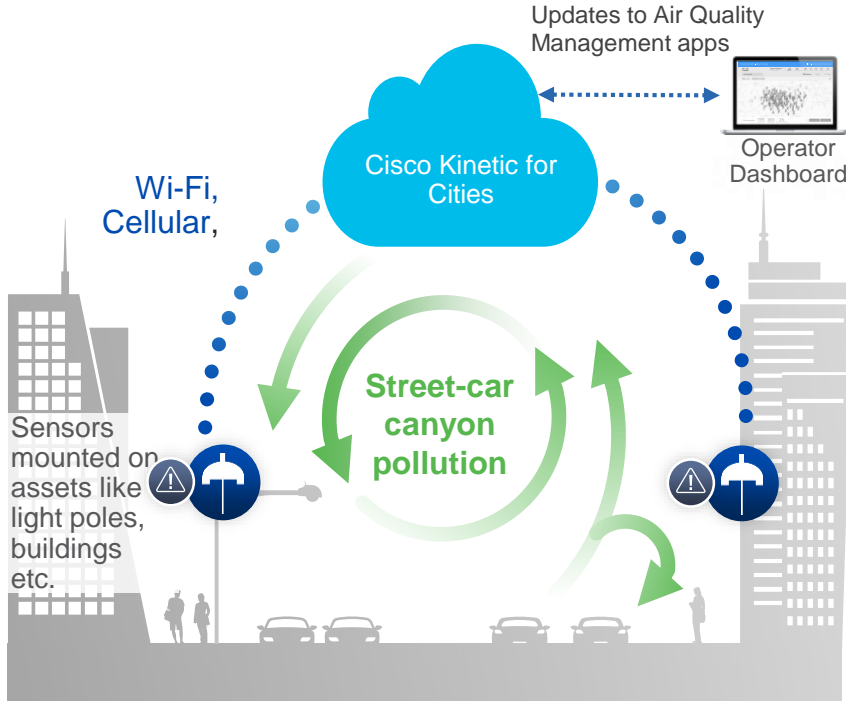 Updates to Air Quality
Management apps
Operator
Dashboard
Cisco Kinetic for
Cities
Wi-Fi,
Cellular,
Street-car
canyon
pollution
Sensors
mounted on
assets like
light poles,
buildings
etc.